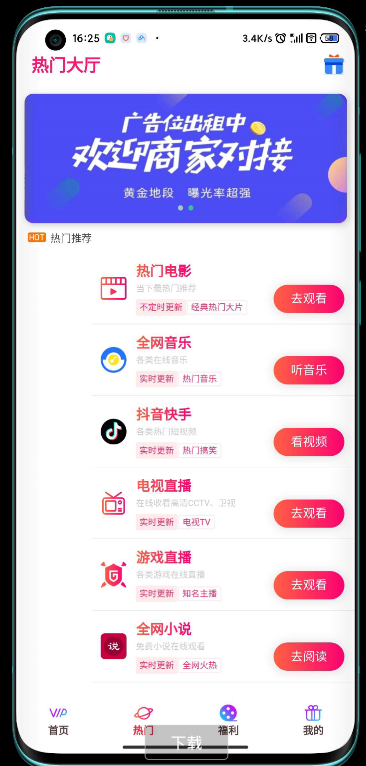 16:25
3.4K/s
58
热门大厅
广告位出租中
欢迎商家对接
黄金地段 曝光率超强
HOT 热门推荐
热门电影
当下最热门推荐
不定时更新 经典热门大片
去观看
全网音乐
各类在线音乐
实时更新 热门音乐
听音乐
抖音快手
各类热门短视频
实时更新 热门搞笑
看视频
电视直播
在线收看高清CCTV、卫视
实时更新 电视TV
去观看
游戏直播
各类游戏在线直播
实时更新 知名主播
去观看
说
全网小说
免费小说在线观看
实时更新 全网火热
去阅读
VIP
首页
热门
福利
我的
下载